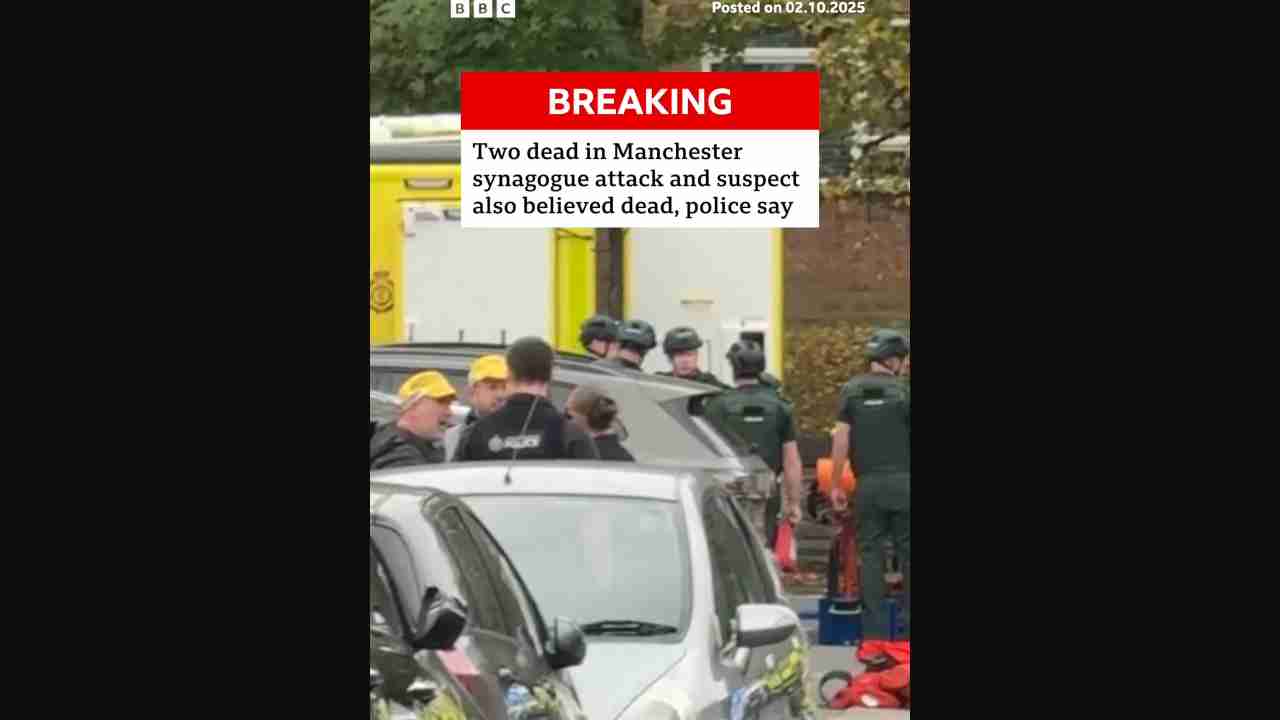 BBC
Posted on 02.10.2025
BREAKING
Two dead in Manchester
synagogue attack and suspect
also believed dead, police say
POLICE